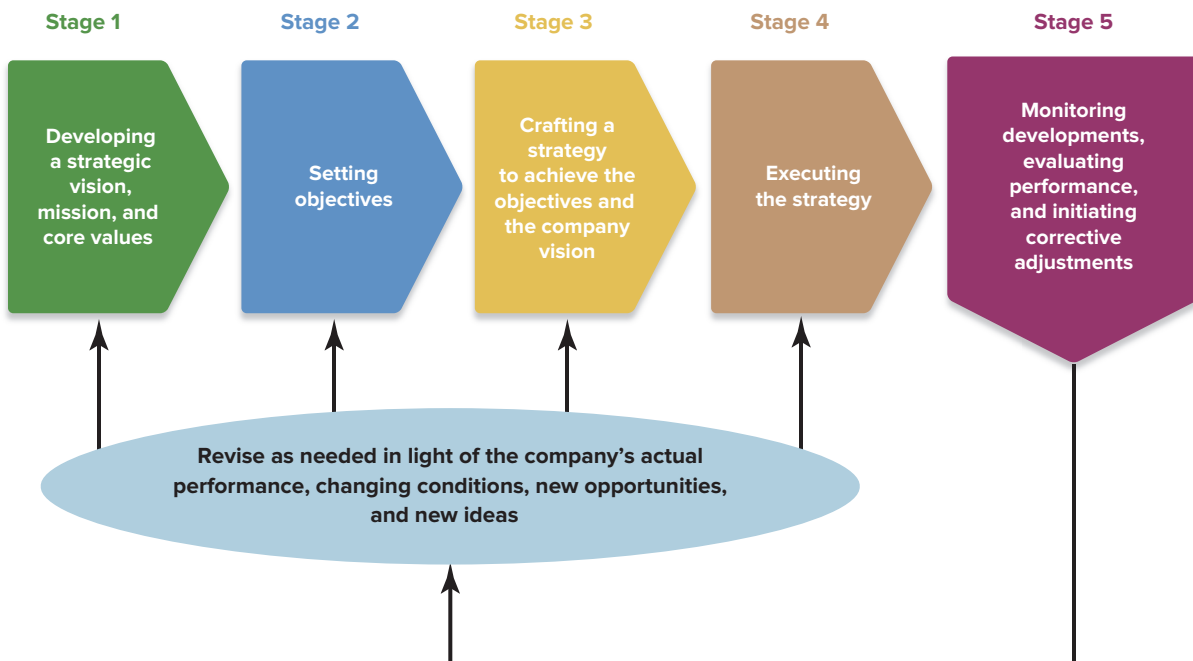 Stage 1
Stage 2
Stage 3
Stage 4
Stage 5
Developing
a strategic
vision,
mission, and
core values
Setting
objectives
Crafting a
strategy
to achieve the
objectives and
the company
vision
Executing
the strategy
Monitoring
developments,
evaluating
performance,
and initiating
corrective
adjustments
Revise as needed in light of the company’s actual
performance, changing conditions, new opportunities,
and new ideas